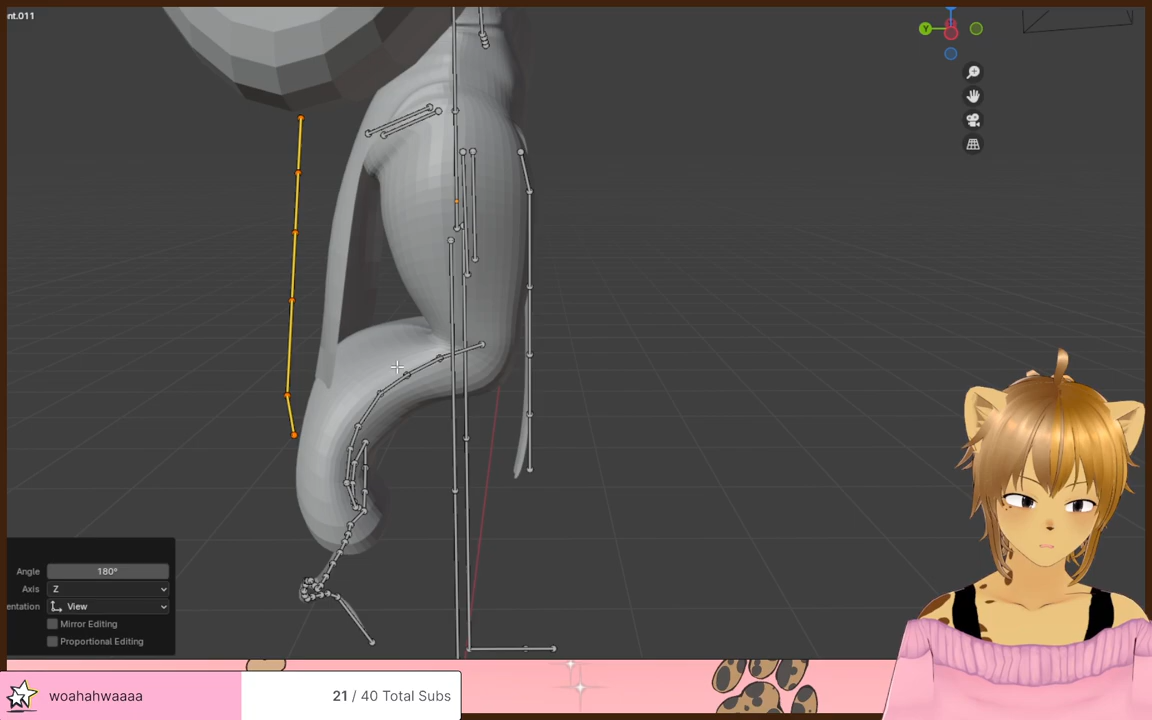 nt.011
Y
Angle 180°
Axis Z
entation View
Mirror Editing
Proportional Editing
woahahwaaaa 21 / 40 Total Subs